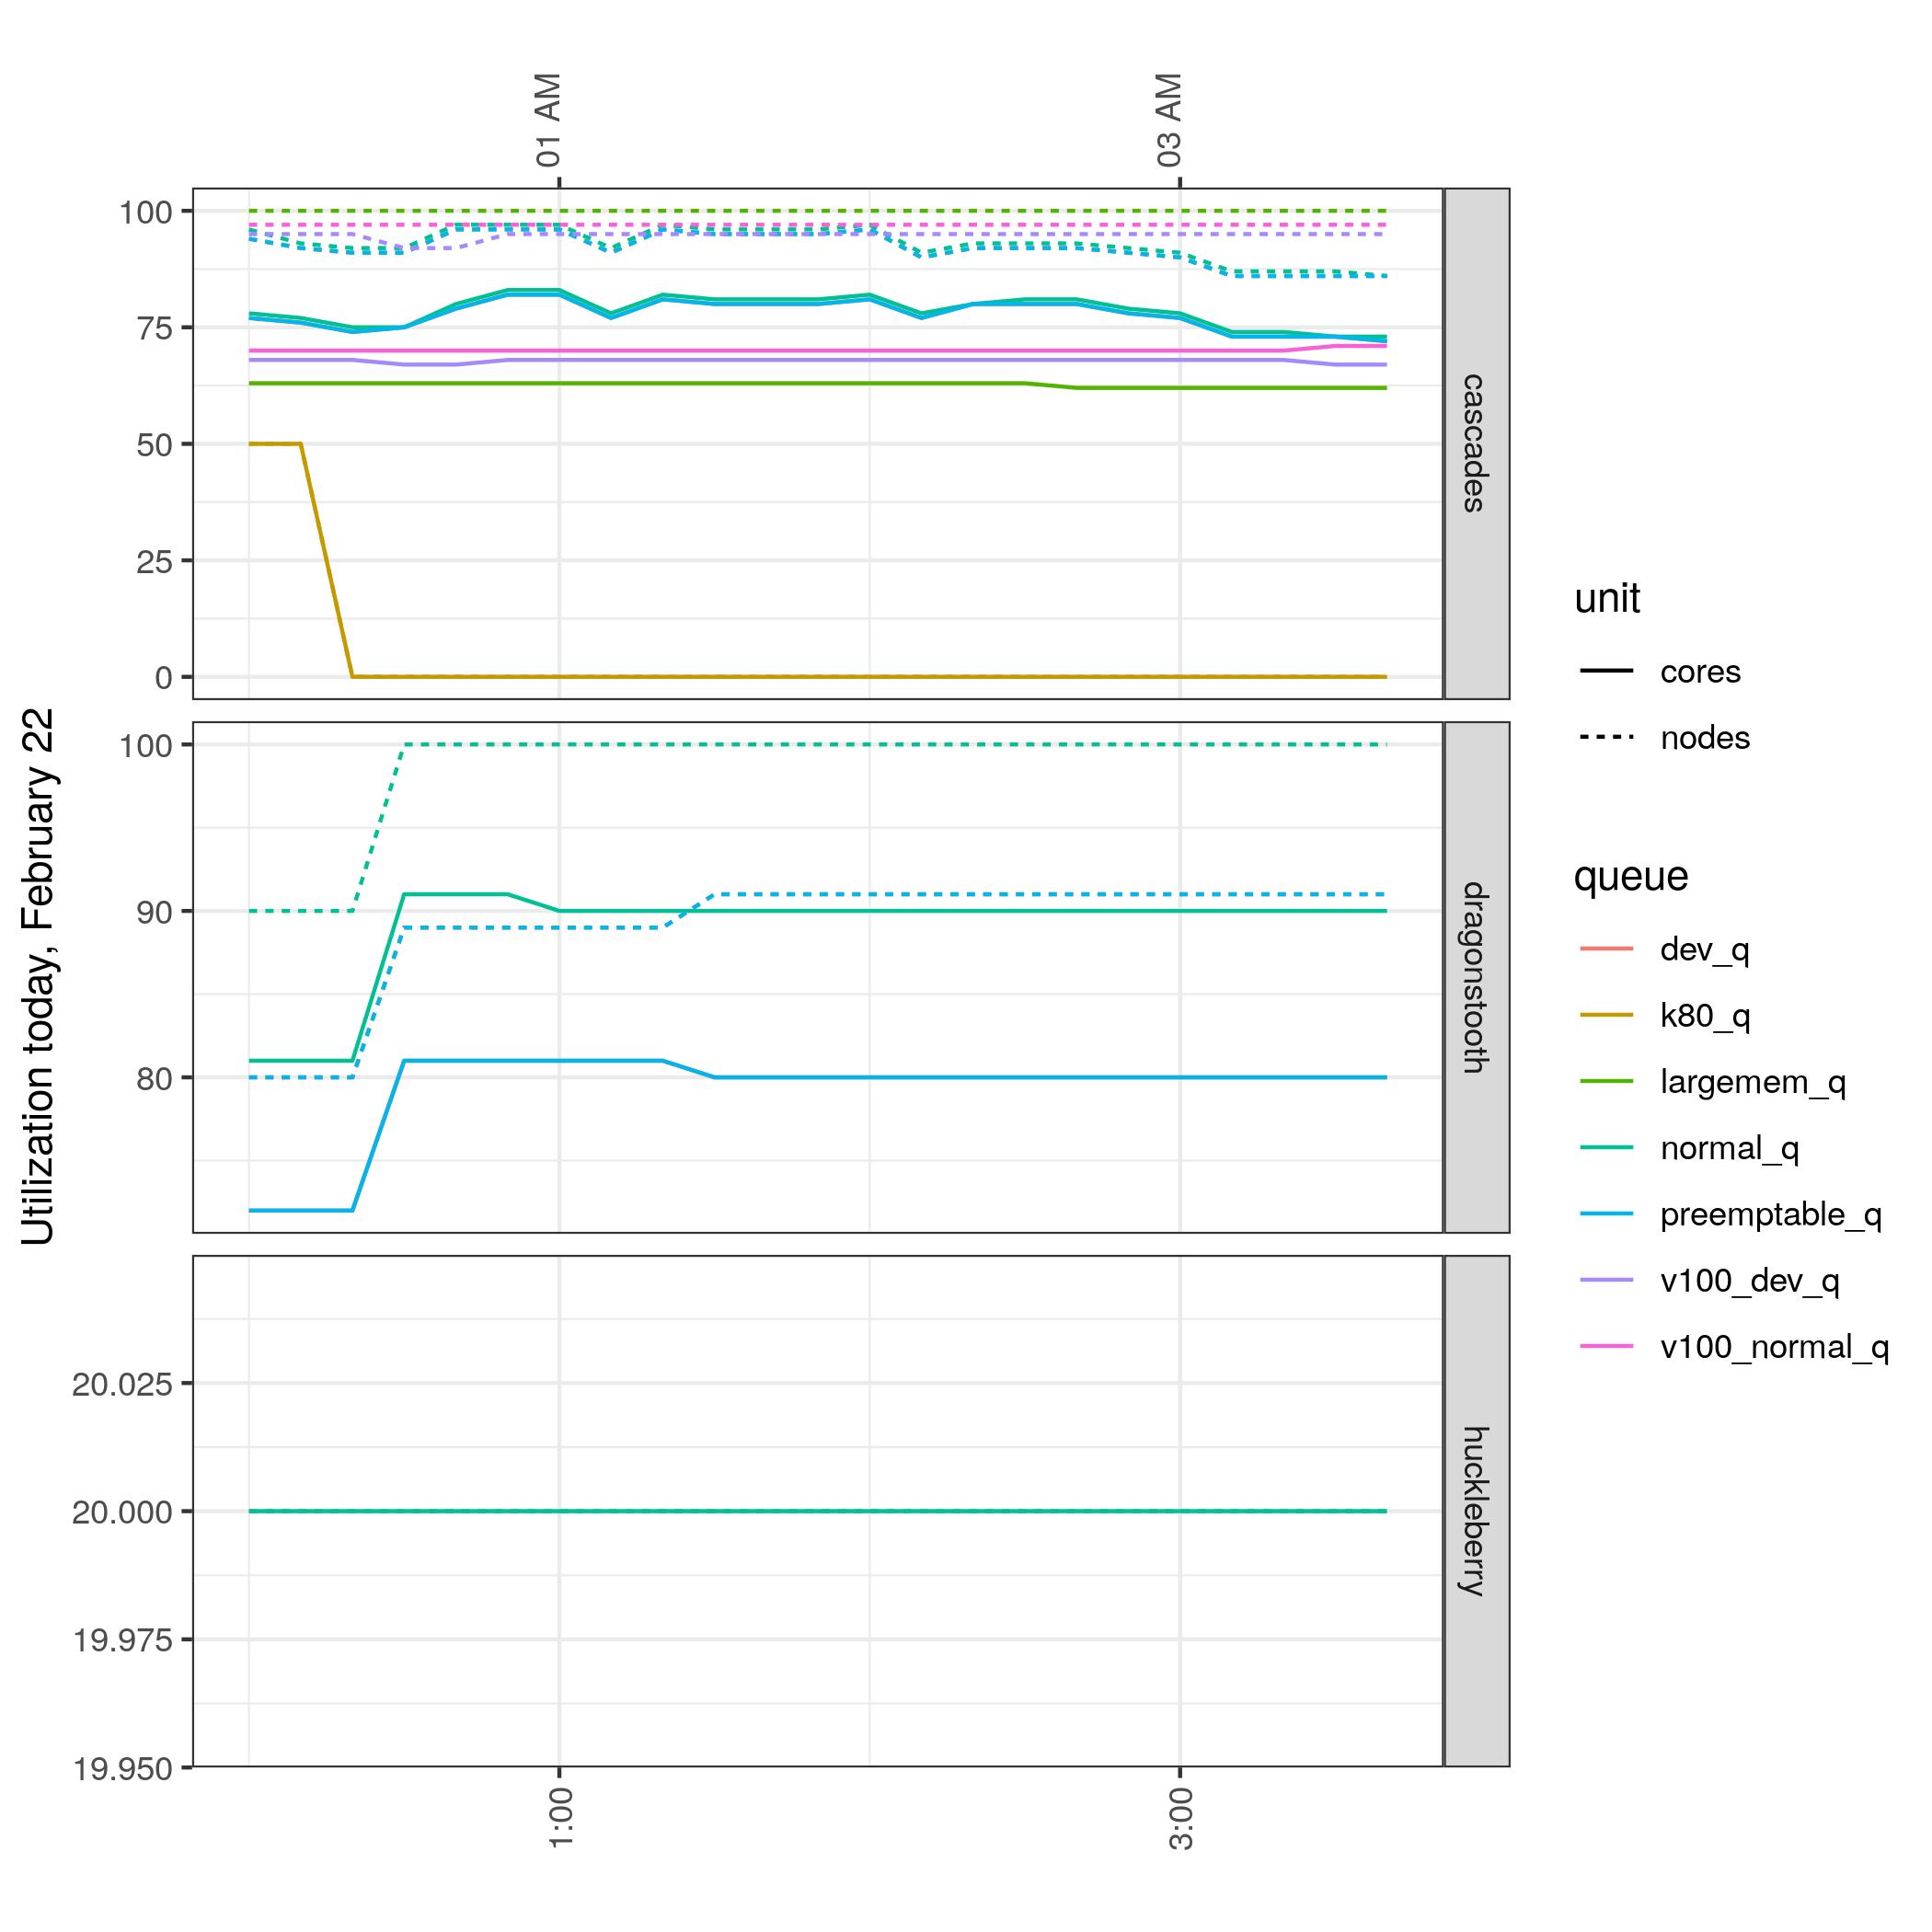 01 AM
03 AM
100
75
50
25
0
cascades
100
90
80
dragonstooth
20.025
20.000
19.975
19.950
huckleberry
1:00
3:00
Utilization today, February 22
unit
cores
nodes
queue
dev_q
k80_q
largemem_q
normal_q
preemptable_q
v100_dev_q
v100_normal_q